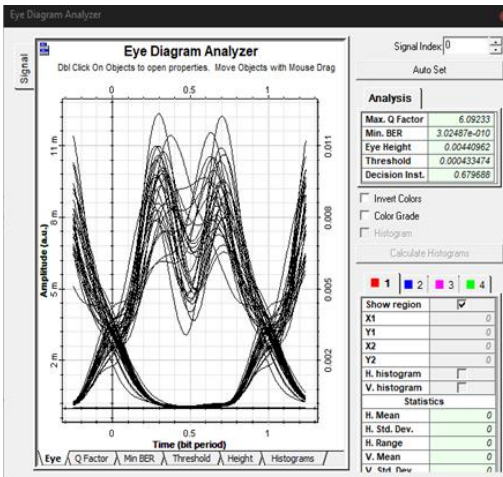 Eye Diagram Analyzer
Signal Index: 0
Auto Set
Signal
Eye Diagram Analyzer
Dbl Click On Objects to open properties. Move Objects with Mouse Drag
0 1
Amplitude (a.u.)
11 m
8 m
5 m
2 m
0.011
0.008
0.005
0.002
0 1
Time (bit period)
Eye Q Factor Min BER Threshold Height Histograms
Analysis
Max. Q Factor 6.09233
Min. BER 3.02487e-010
Eye Height 0.00440962
Threshold 0.000433474
Decision Inst. 0.679688
Invert Colors
Color Grade
Histogram
Calculate Histograms
1 2 3 4
Show region
X1 0
Y1 0
X2 0
Y2 0
H. histogram
V. histogram
Statistics
H. Mean 0
H. Std. Dev. 0
H. Range 0
V. Mean 0
V. Std. Dev. 0